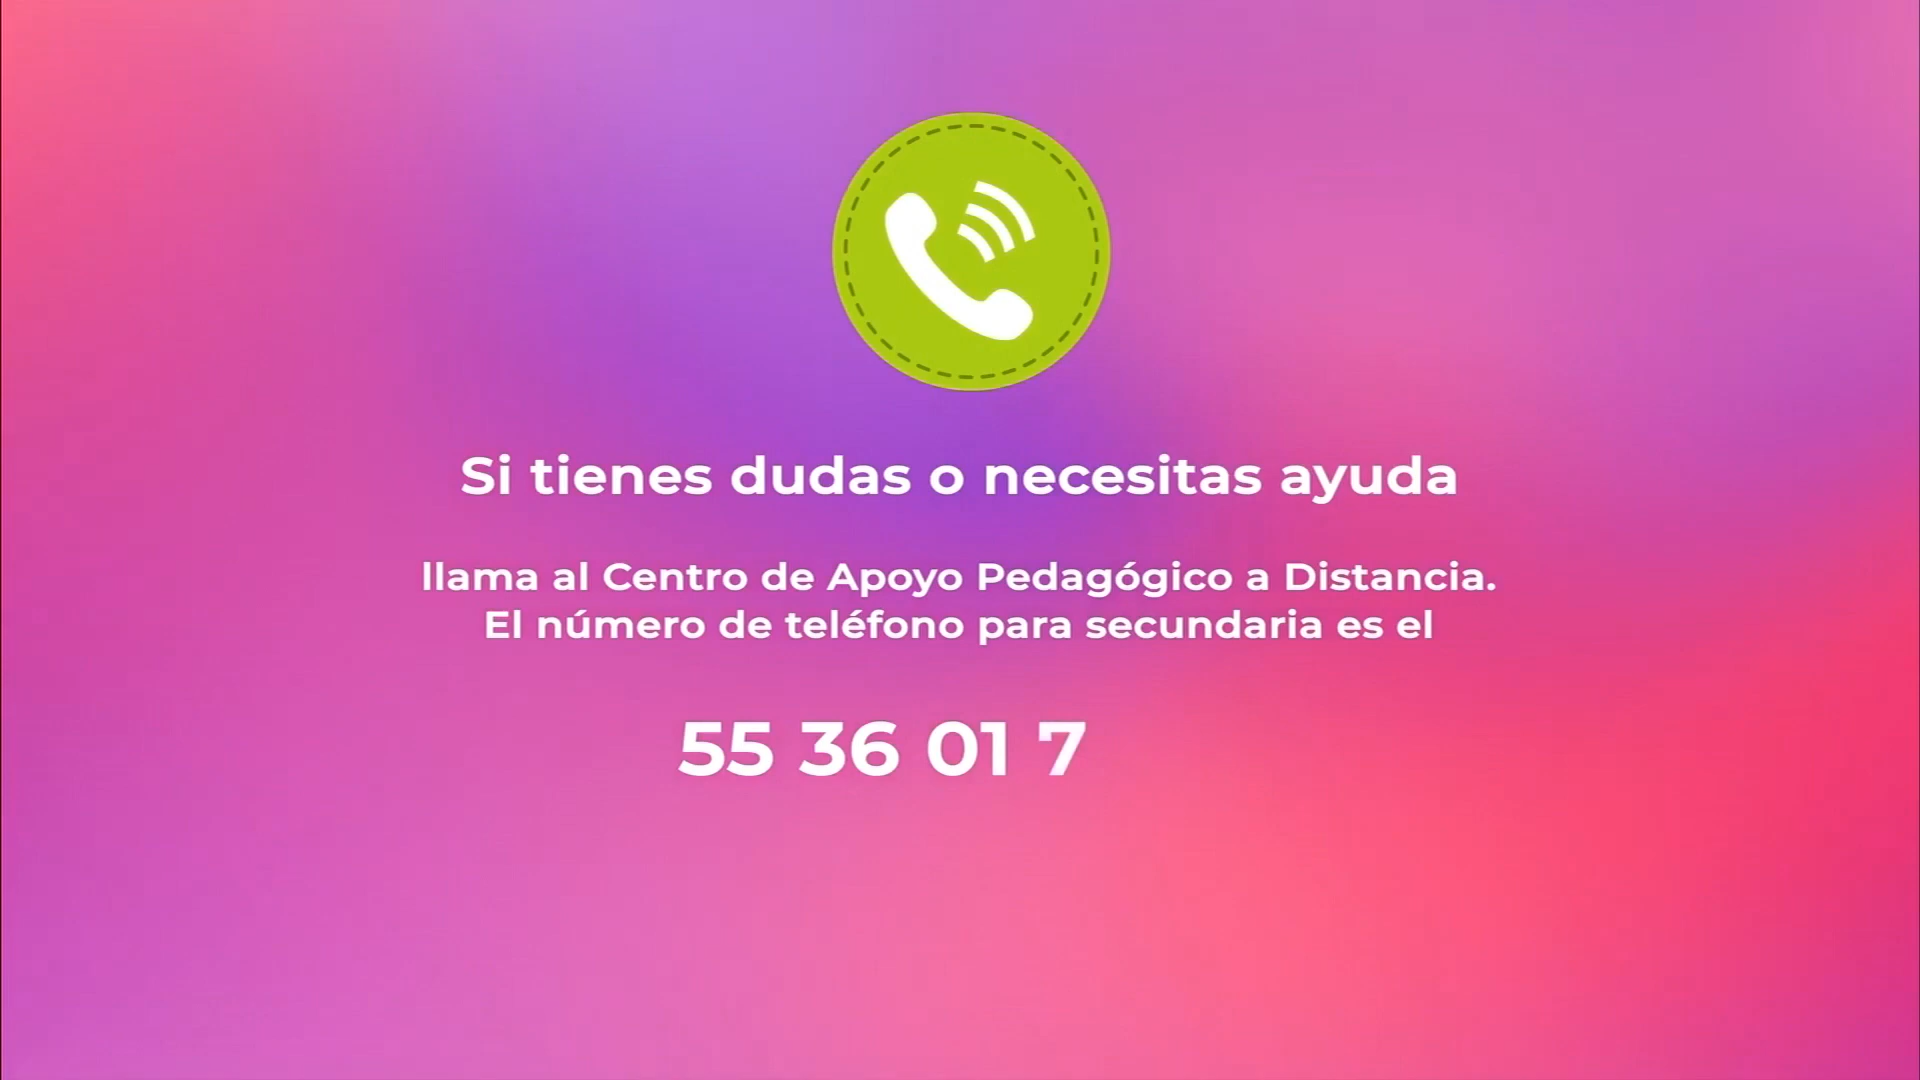 Si tienes dudas o necesitas ayuda
llama al Centro de Apoyo Pedagógico a Distancia.
El número de teléfono para secundaria es el
55 36 01 7